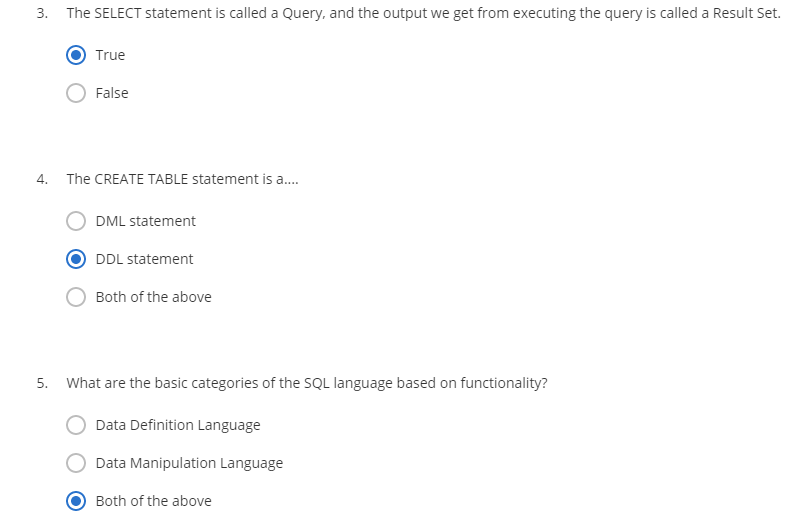 3. The SELECT statement is called a Query, and the output we get from executing the query is called a Result Set.
True
False
4. The CREATE TABLE statement is a....
DML statement
DDL statement
Both of the above
5. What are the basic categories of the SQL language based on functionality?
Data Definition Language
Data Manipulation Language
Both of the above